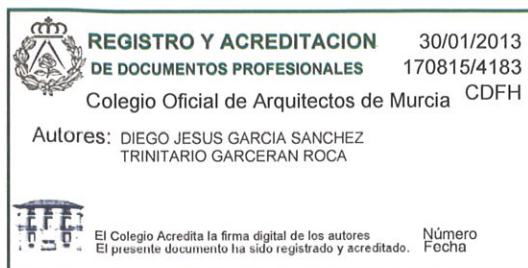 REGISTRO Y ACREDITACION 30/01/2013
DE DOCUMENTOS PROFESIONALES 170815/4183
Colegio Oficial de Arquitectos de Murcia CDFH
Autores: DIEGO JESUS GARCIA SANCHEZ
TRINITARIO GARCERAN ROCA
El Colegio Acredita la firma digital de los autores Número
El presente documento ha sido registrado y acreditado. Fecha